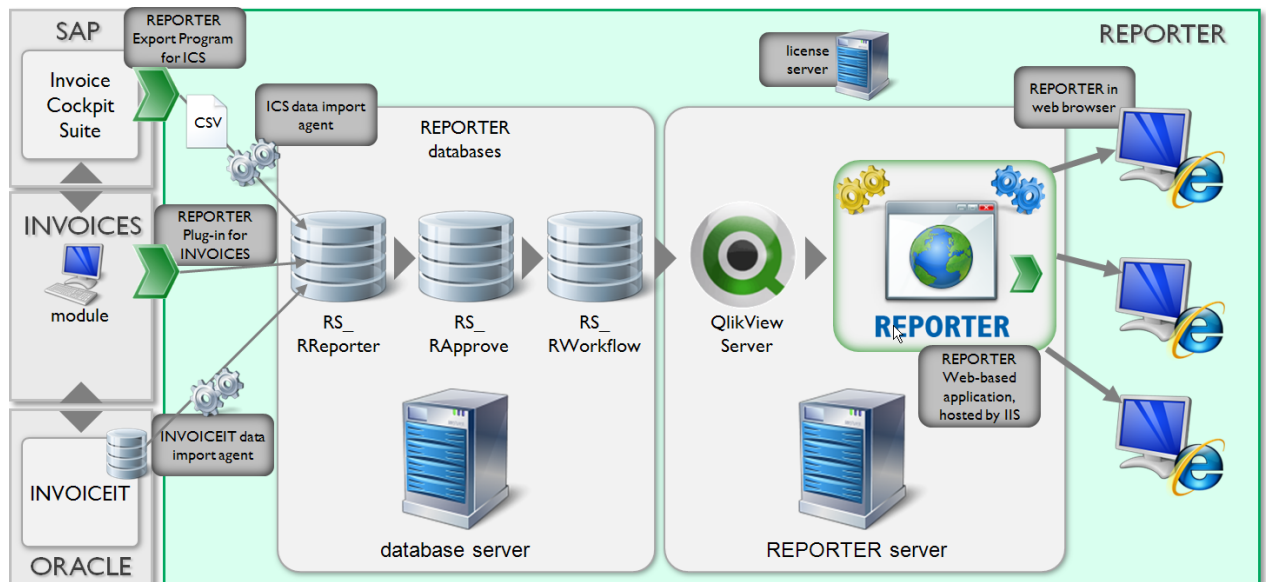 SAP
Invoice
Cockpit
Suite
REPORTER
Export Program
for ICS
CSV
ICS data import
agent
INVOICES
module
REPORTER
Plug-in for
INVOICES
INVOICEIT data
import agent
INVOICEIT
ORACLE
REPORTER
databases
RS_
RReporter
RS_
RApprove
RS_
RWorkflow
database server
license
server
REPORTER
QlikView
Server
REPORTER
REPORTER
Web-based
application,
hosted by IIS
REPORTER server
REPORTER in
web browser